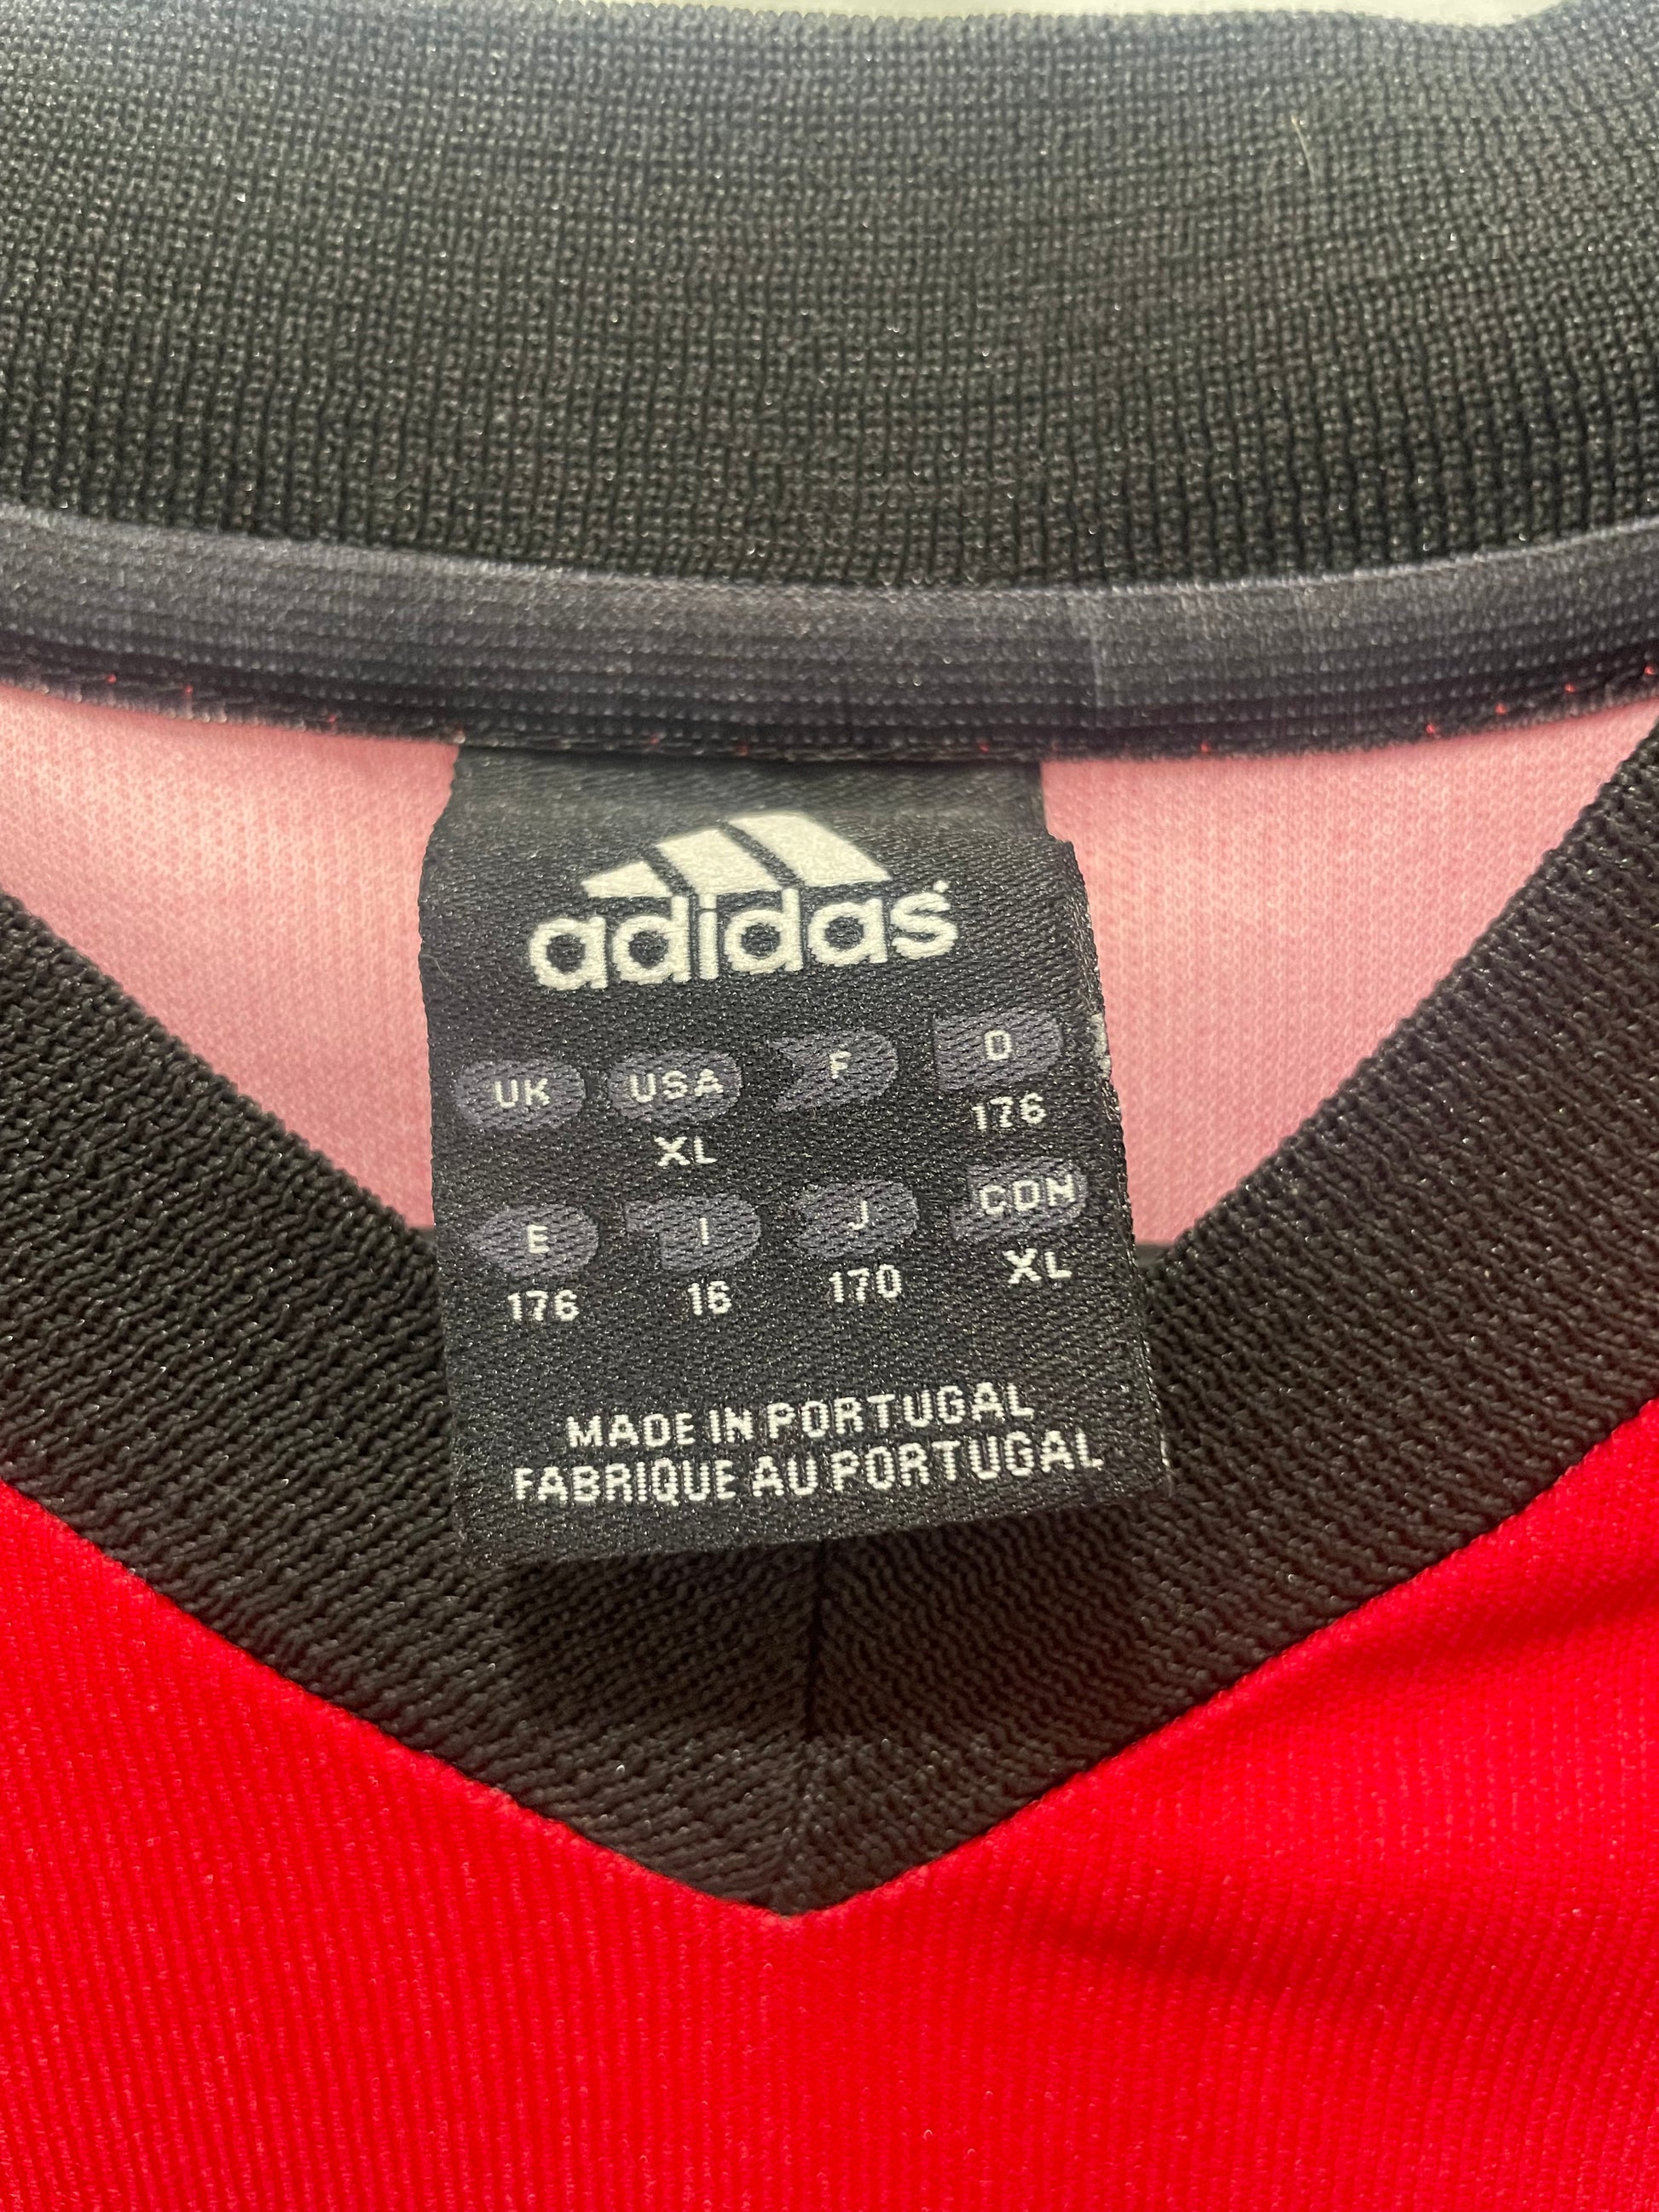 adidas
UK USA F D
XL 176
E I J CON
176 16 170 XL
MADE IN PORTUGAL
FABRIQUE AU PORTUGAL